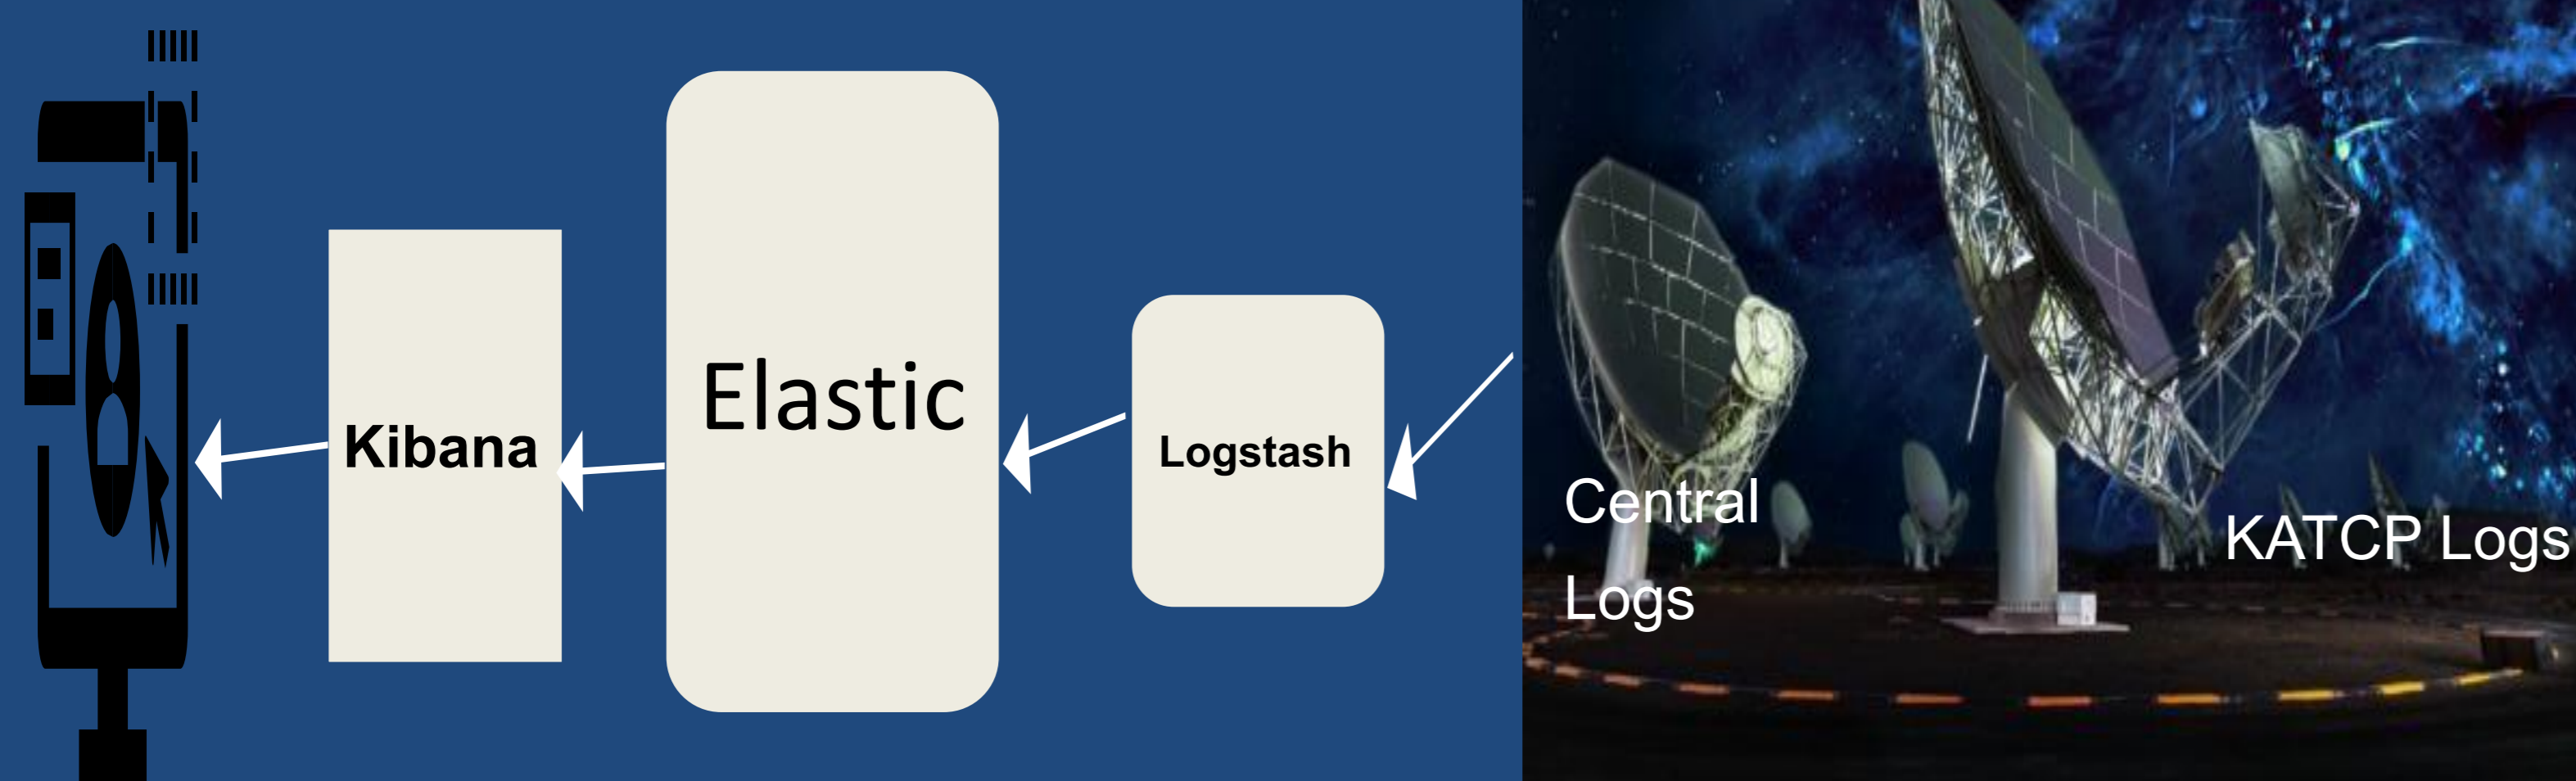 Kibana
Elastic
Logstash
Central
Logs
KATCP Logs